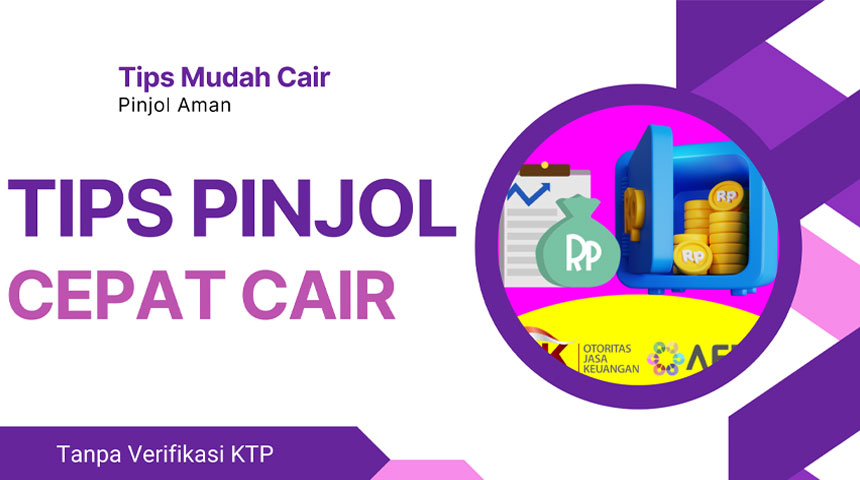 Tips Mudah Cair
Pinjol Aman
TIPS PINJOL
CEPAT CAIR
RP
Rp
Rp
OTORITAS
JASA
KEUANGAN
Tanpa Verifikasi KTP